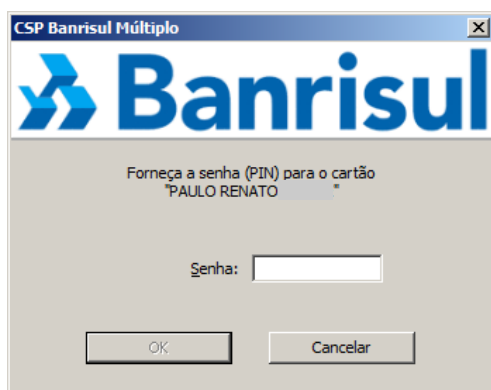 CSP Banrisul Múltiplo
Banrisul
Forneça a senha (PIN) para o cartão
"PAULO RENATO "
Senha:
OK
Cancelar